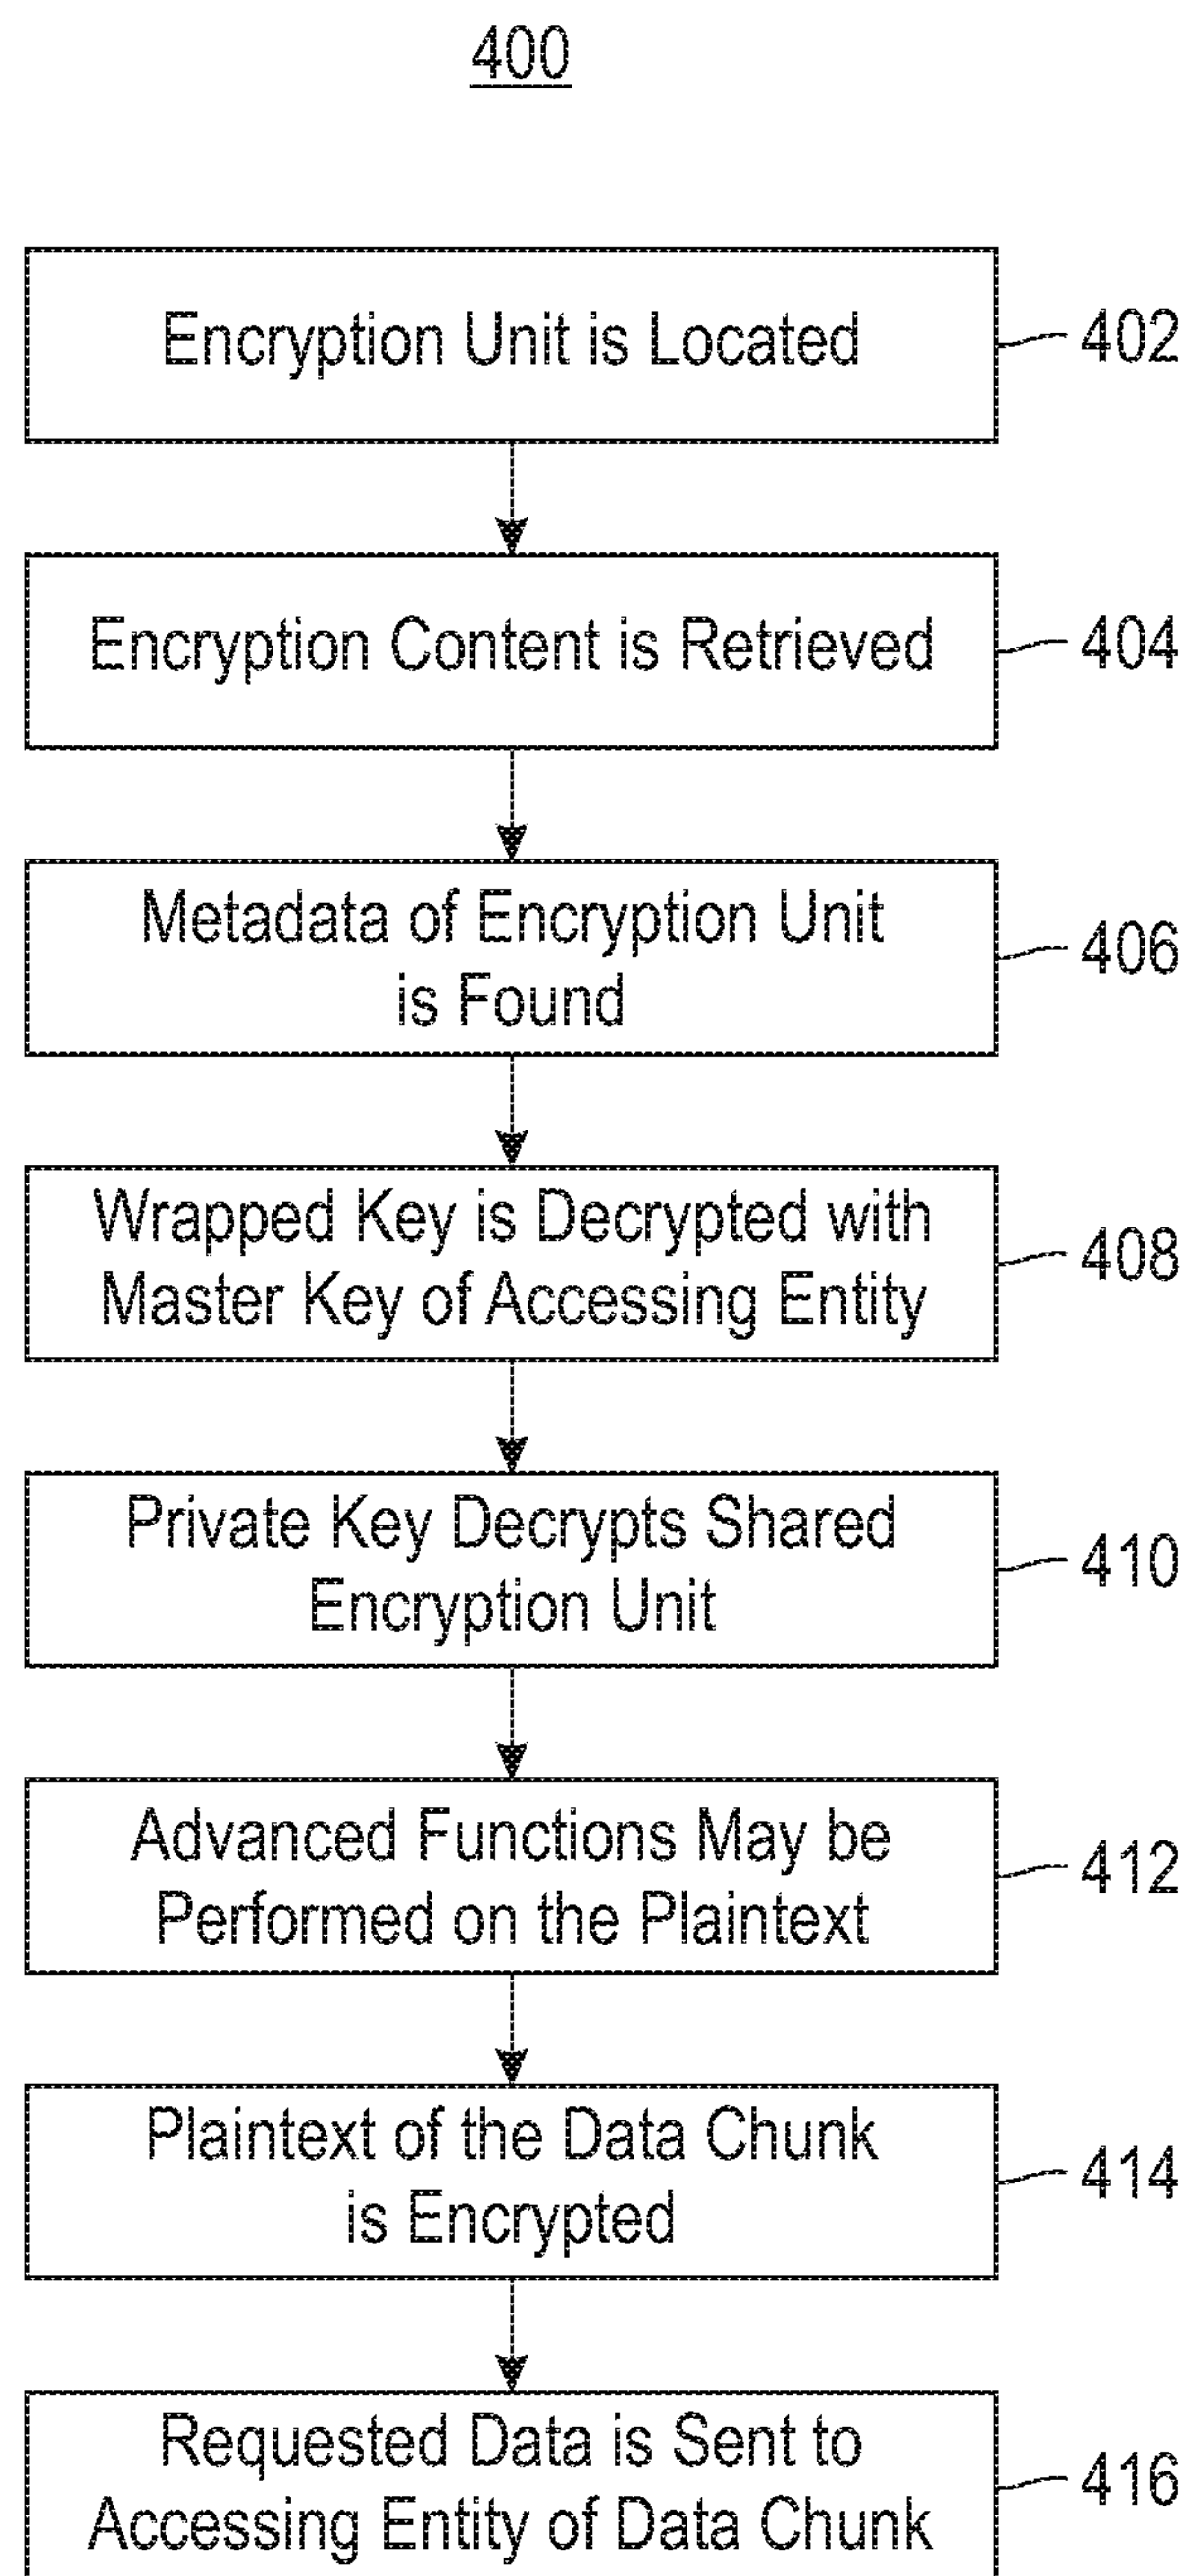 400
Encryption Unit is Located
402
Encryption Content is Retrieved
404
Metadata of Encryption Unit
is Found
406
Wrapped Key is Decrypted with
Master Key of Accessing Entity
408
Private Key Decrypts Shared
Encryption Unit
410
Advanced Functions May be
Performed on the Plaintext
412
Plaintext of the Data Chunk
is Encrypted
414
Requested Data is Sent to
Accessing Entity of Data Chunk
416